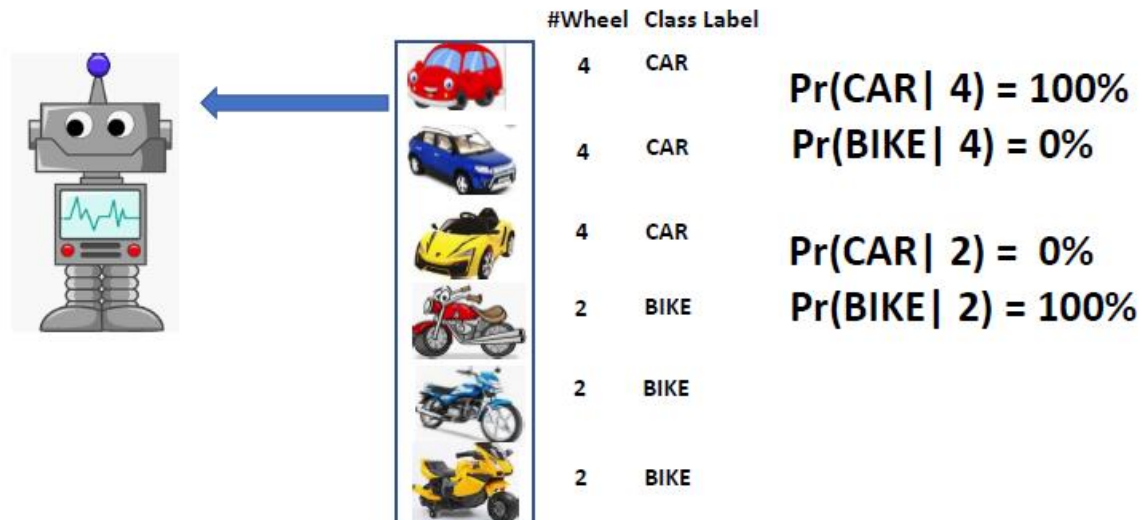 #Wheel Class Label
4 CAR
4 CAR
4 CAR
2 BIKE
2 BIKE
2 BIKE
Pr(CAR| 4) = 100%
Pr(BIKE| 4) = 0%
Pr(CAR| 2) = 0%
Pr(BIKE| 2) = 100%